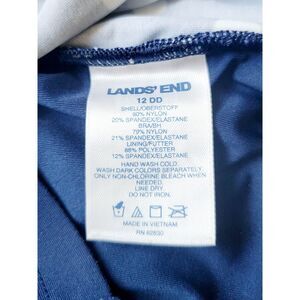 LANDS' END
12 DD
SHELL/OBERSTOFF
80% NYLON
20% SPANDEX/ELASTANE
BRA/BH
79% NYLON
21% SPANDEX/ELASTANE
LINING/FUTTER
88% POLYESTER
12% SPANDEX/ELASTANE
HAND WASH COLD.
WASH DARK COLORS SEPARATELY.
ONLY NON-CHLORINE BLEACH WHEN
NEEDED.
LINE DRY.
DO NOT IRON.
MADE IN VIETNAM
RN 62830